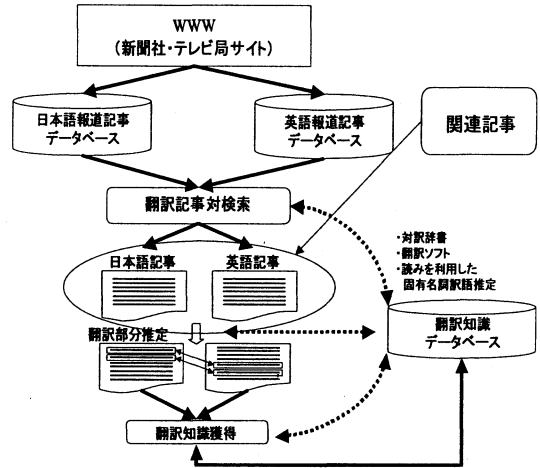 WWW
(新聞社・テレビ局サイト)
日本語報道記事
データベース
英語報道記事
データベース
関連記事
翻訳記事対検索
日本語記事
英語記事
・対訳辞書
・翻訳ソフト
・読みを利用した
固有名詞訳語推定
翻訳知識
データベース
翻訳部分推定
翻訳知識獲得